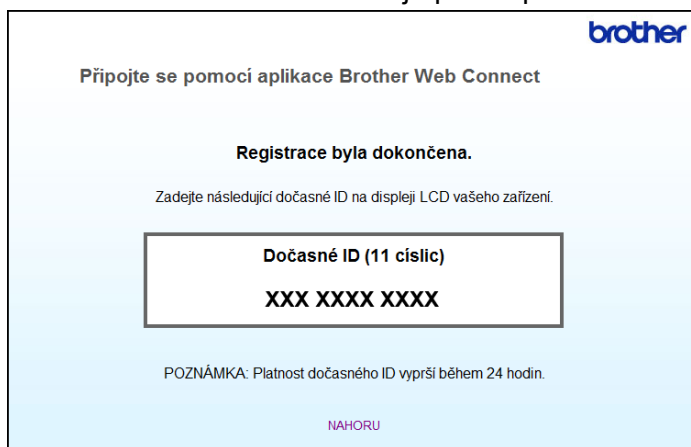 brother
Připojte se pomocí aplikace Brother Web Connect
Registrace byla dokončena.
Zadejte následující dočasné ID na displeji LCD vašeho zařízení.
Dočasné ID (11 císlic)
XXX XXXX XXXX
POZNÁMKA: Platnost dočasného ID vyprší během 24 hodin.
NAHORU